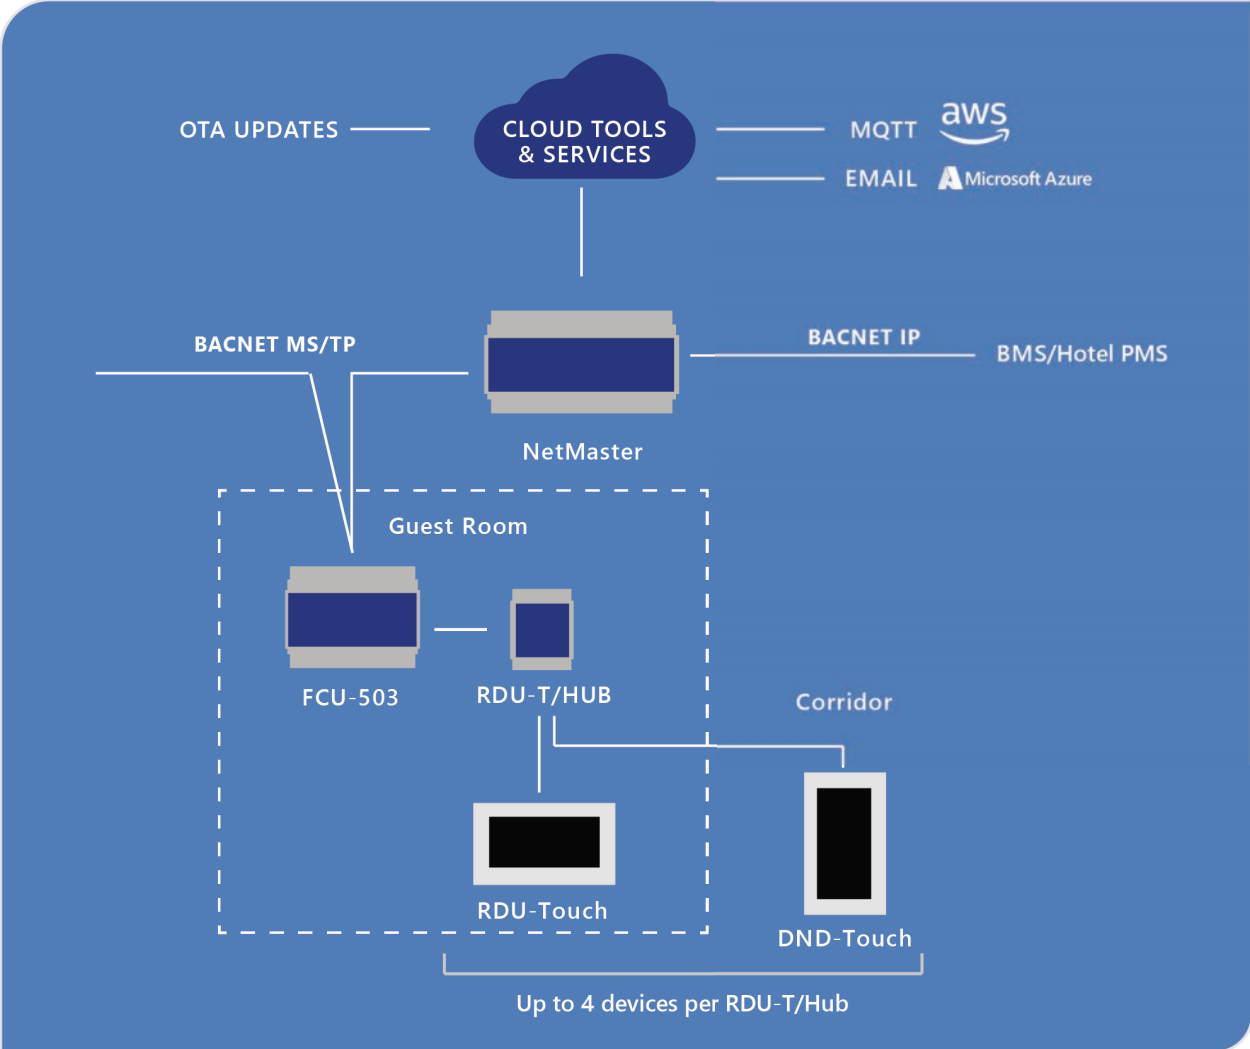 OTA UPDATES
CLOUD TOOLS
& SERVICES
MQTT
aws
EMAIL
Microsoft Azure
BACNET MS/TP
BACNET IP
BMS/Hotel PMS
NetMaster
Guest Room
FCU-503
RDU-T/HUB
Corridor
RDU-Touch
DND-Touch
Up to 4 devices per RDU-T/Hub